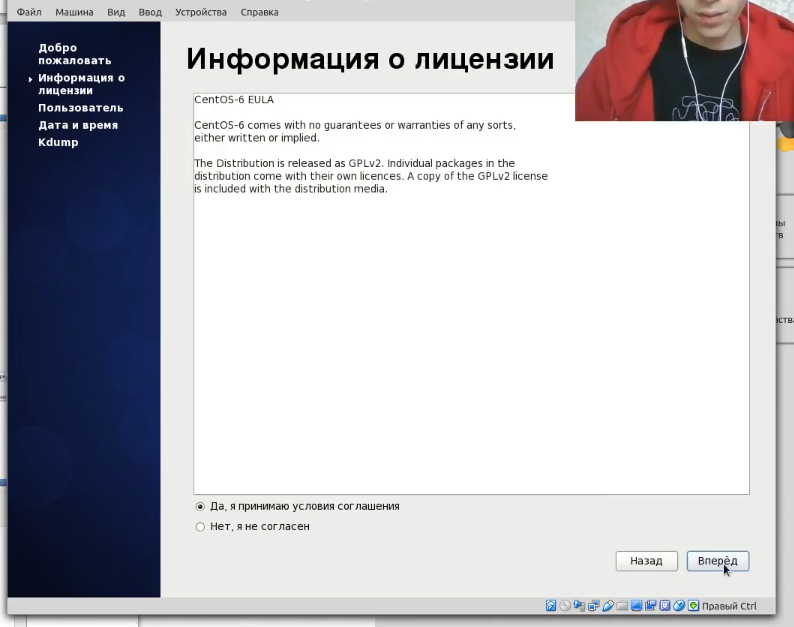 Файл Машина Вид Ввод Устройства Справка
Добро
пожаловать
Информация о
лицензии
Пользователь
Дата и время
Kdump
Информация о лицензии
CentOS-6 EULA
CentOS-6 comes with no guarantees or warranties of any sorts,
either written or implied.
The Distribution is released as GPLv2. Individual packages in the
distribution come with their own licences. A copy of the GPLv2 license
is included with the distribution media.
Да, я принимаю условия соглашения
Нет, я не согласен
Назад Вперёд
Правый Ctrl